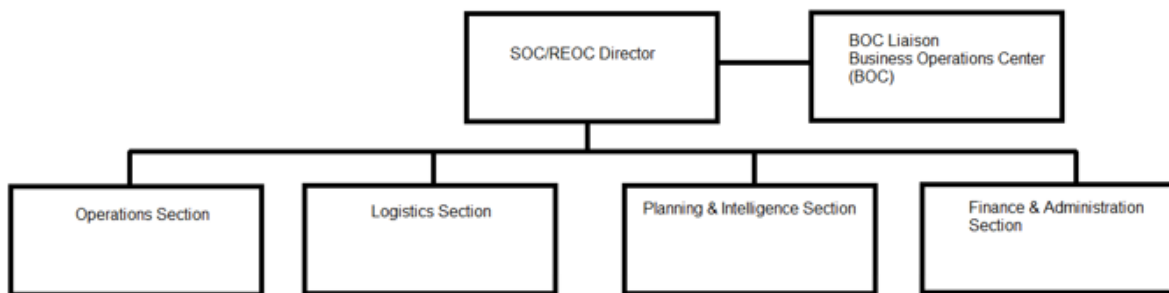 SOC/REOC Director
BOC Liaison
Business Operations Center
(BOC)
Operations Section
Logistics Section
Planning & Intelligence Section
Finance & Administration
Section